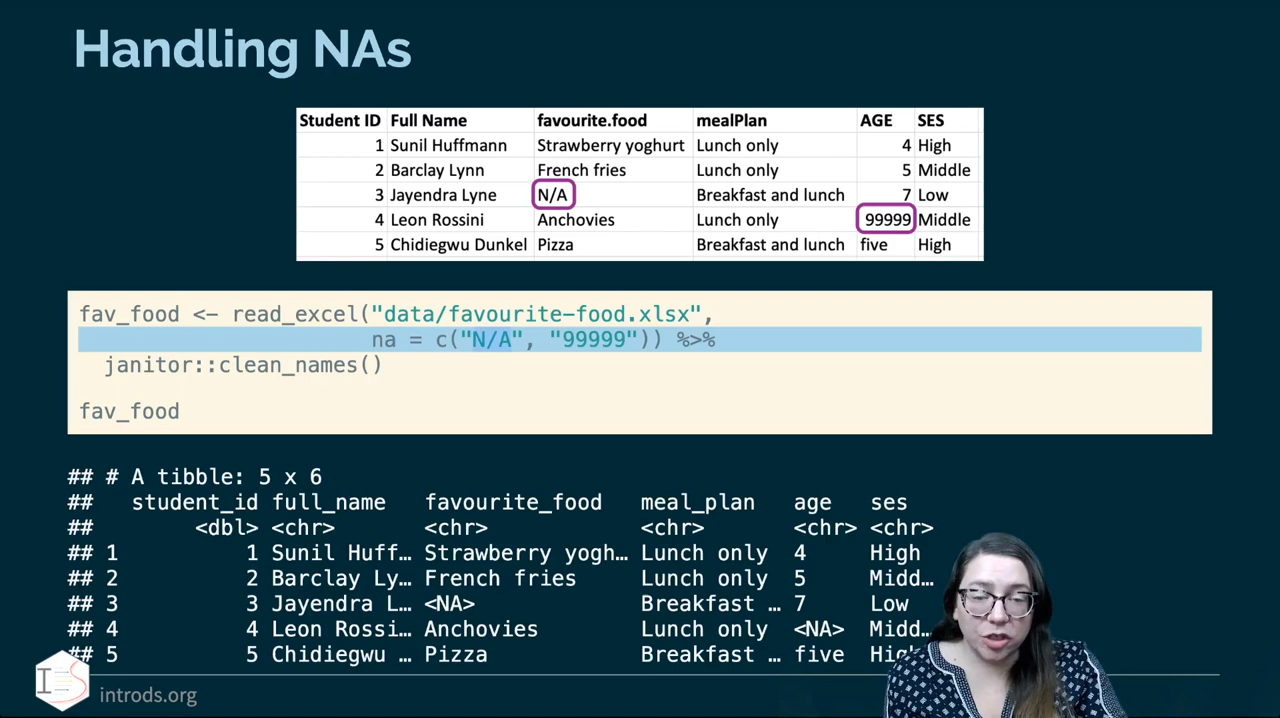 Handling NAs
Student ID Full Name favourite.food mealPlan AGE SES
1 Sunil Huffmann Strawberry yoghurt Lunch only 4 High
2 Barclay Lynn French fries Lunch only 5 Middle
3 Jayendra Lyne N/A Breakfast and lunch 7 Low
4 Leon Rossini Anchovies Lunch only 99999 Middle
5 Chidiegwu Dunkel Pizza Breakfast and lunch five High
fav_food <- read_excel("data/favourite-food.xlsx",
na = c("N/A", "99999")) %>%
janitor::clean_names()
fav_food
## # A tibble: 5 x 6
## student_id full_name favourite_food meal_plan age ses
## <dbl> <chr> <chr> <chr> <chr> <chr>
## 1 1 Sunil Huff… Strawberry yogh… Lunch only 4 High
## 2 2 Barclay Ly… French fries Lunch only 5 Midd…
## 3 3 Jayendra L… <NA> Breakfast … 7 Low
## 4 4 Leon Rossi… Anchovies Lunch only <NA> Midd…
## 5 5 Chidiegwu … Pizza Breakfast … five
IDS
introds.org